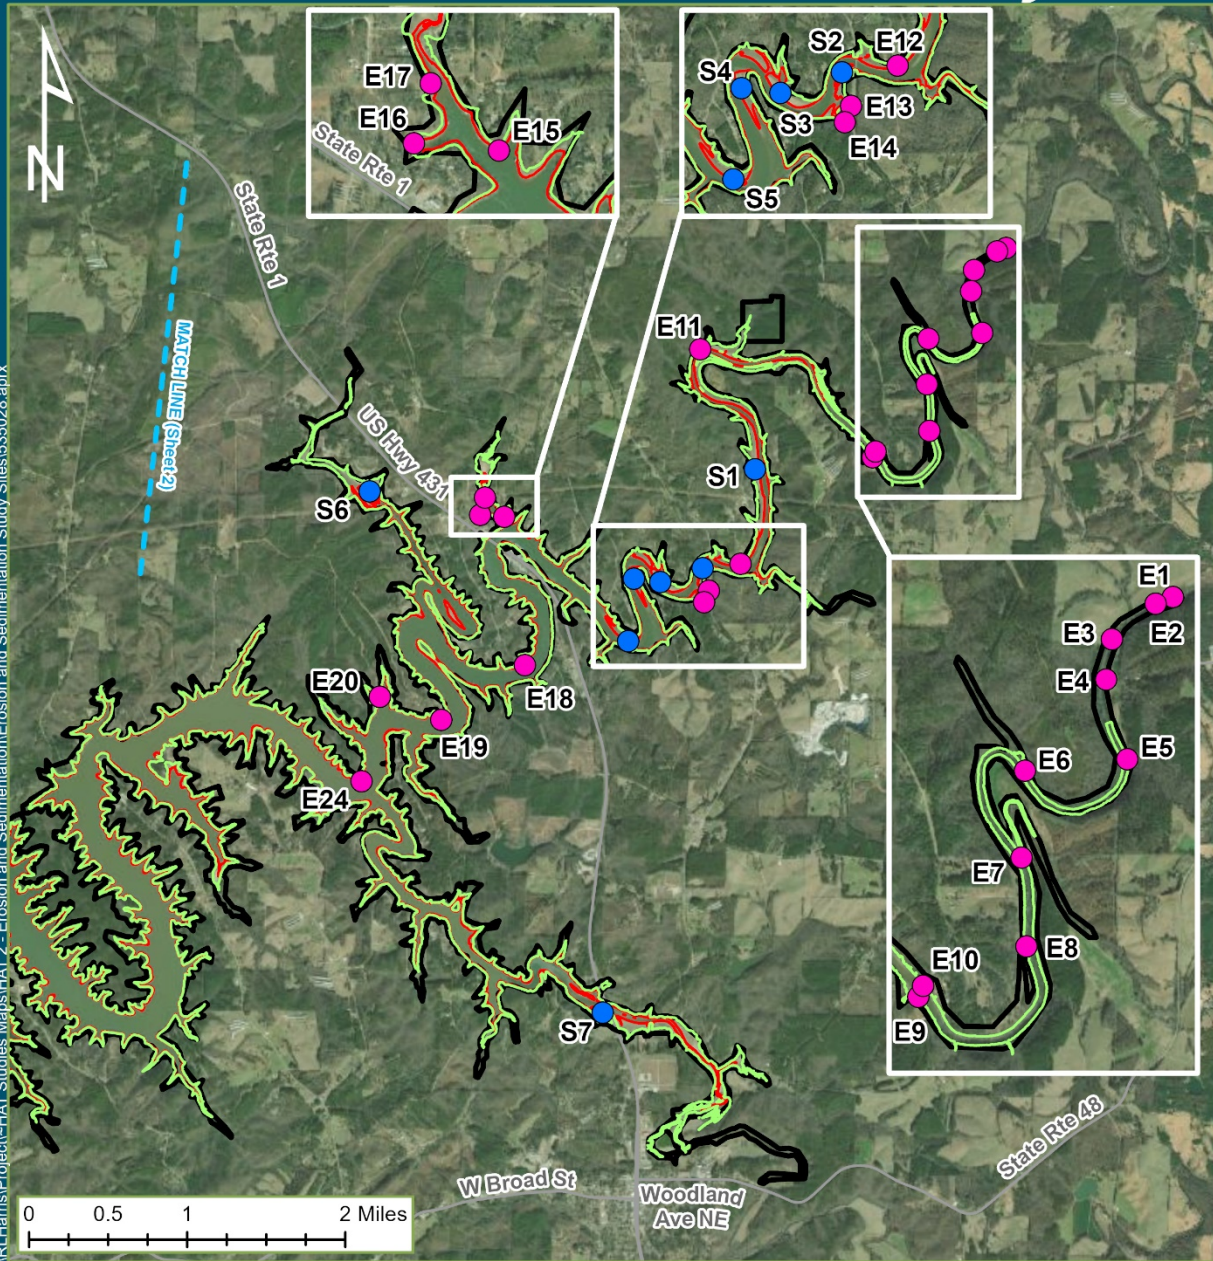 N
E17
E16
E15
State Rte 1
S2
E12
S4
S3
E13
E14
S5
State Rte 1
MATCH LINE (Sheet 2)
E11
US Hwy 431
S1
S6
E1
E2
E3
E4
E5
E6
E7
E8
E10
E9
E20
E18
E19
E24
S7
State Rte 48
W Broad St
Woodland
Ave NE
0 0.5 1 2 Miles